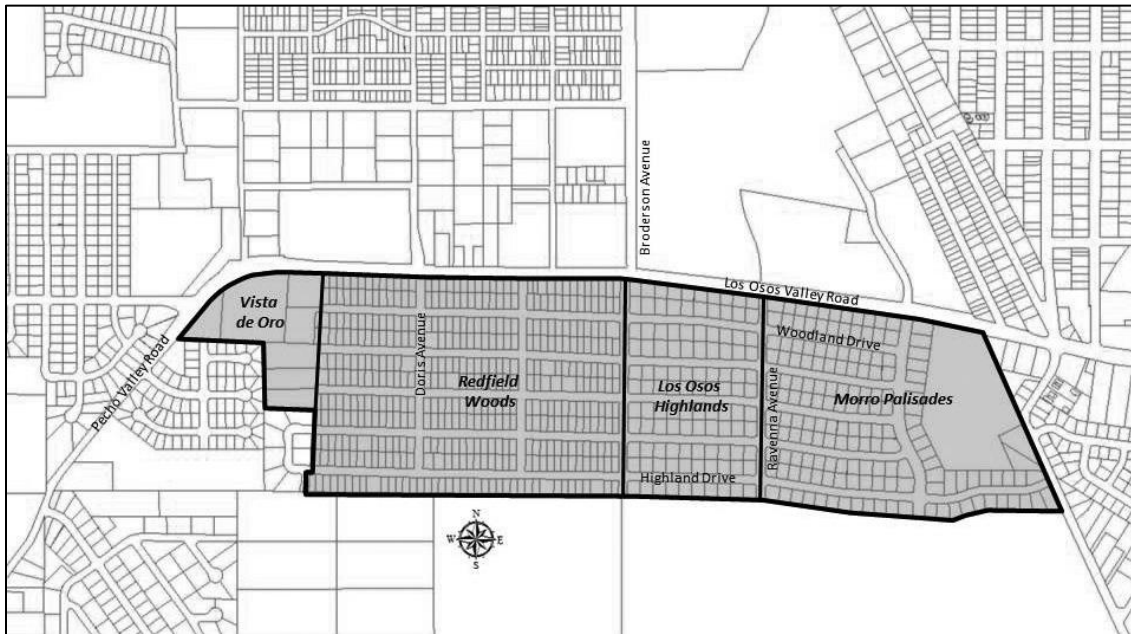 Broderson Avenue
Los Osos Valley Road
Vista
de Oro
Pecho Valley Road
Doris Avenue
Redfield
Woods
Los Osos
Highlands
Ravenna Avenue
Woodland Drive
Morro Palisades
Highland Drive
N
W
E
S